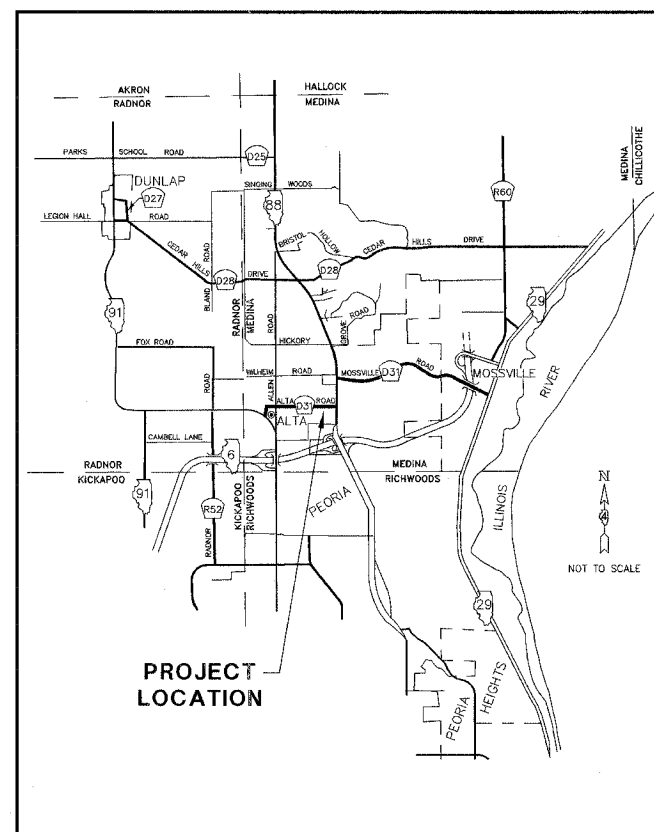 AKRON
RADNOR
HALLOCK
MEDINA
MEDINA
CHILLICOTHE
PARKS SCHOOL ROAD
D25
DUNLAP
D27
SINGING WOODS
88
R60
LEGION HALL ROAD
BRISTOL HOLLOW
CEDAR HILLS DRIVE
CEDAR HILLS DRIVE
D28
D28
BLAND ROAD
RADNOR
MEDINA
ROAD
29
91
HICKORY GROVE ROAD
FOX ROAD
WILHELM ROAD
MOSSVILLE ROAD
D31
MOSSVILLE
RIVER
ROAD
ALLEN
ALTA ROAD
D31
ALTA
CAMBELL LANE
6
RADNOR
KICKAPOO
MEDINA
RICHWOODS
91
KICKAPOO
RICHWOODS
PEORIA
ILLINOIS
N
4
NOT TO SCALE
R52
RADNOR
29
PROJECT
LOCATION
PEORIA
HEIGHTS